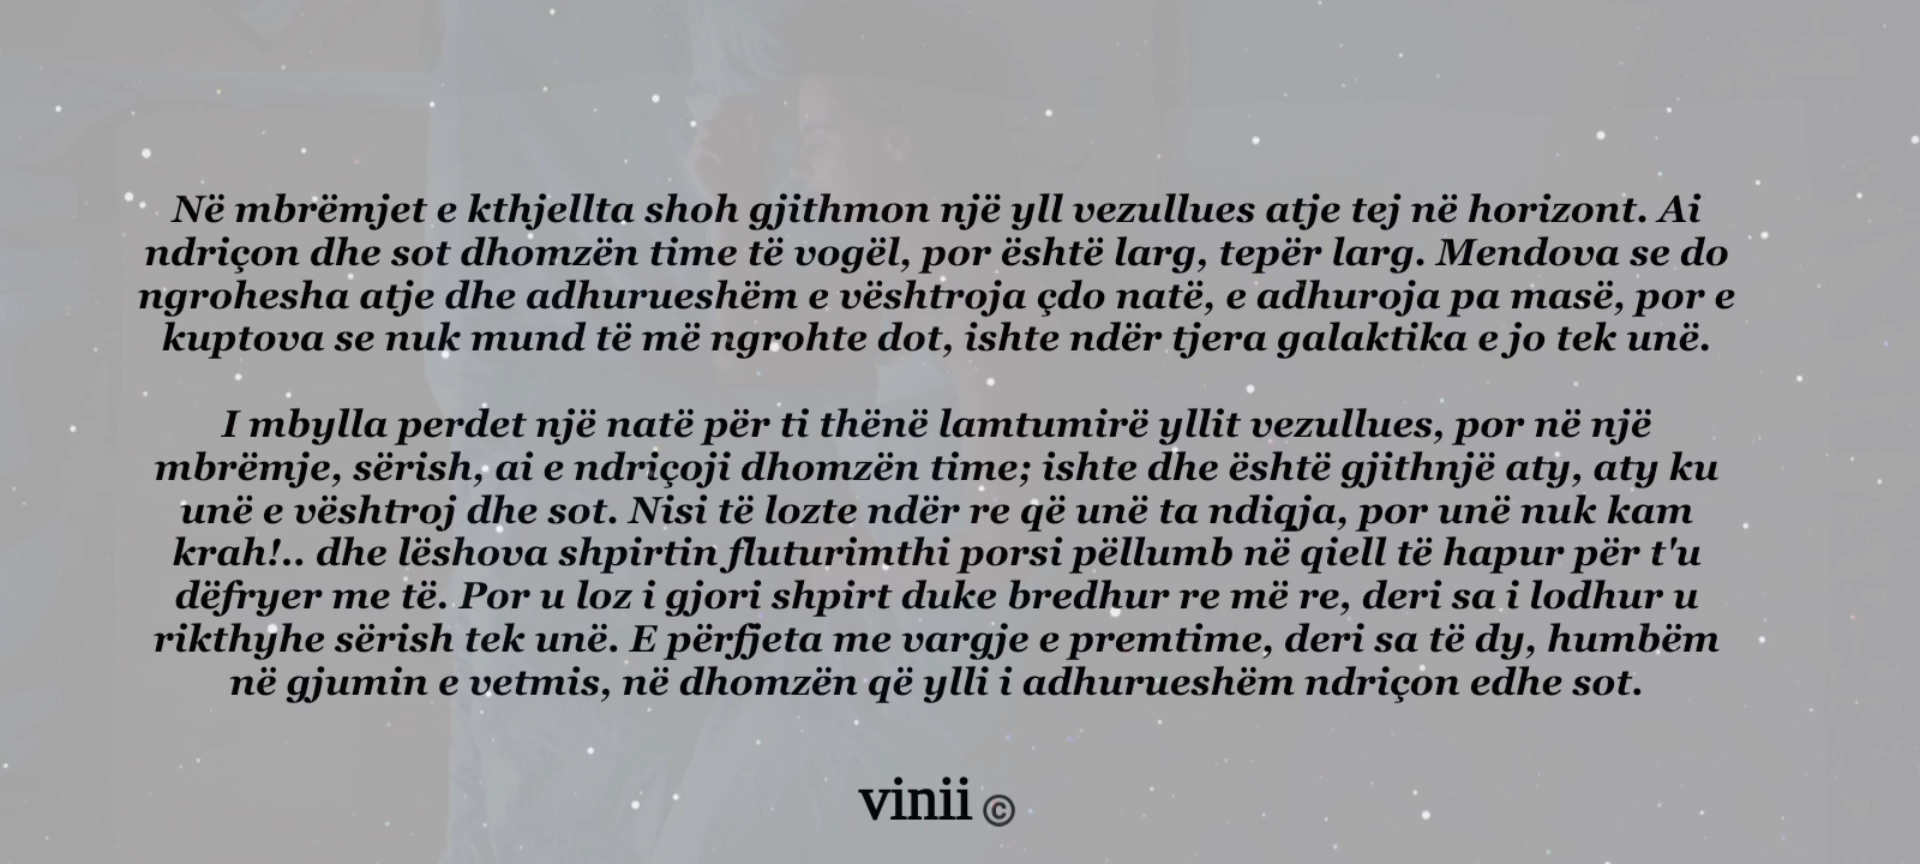 Në mbrëmjet e kthjellta shoh gjithmon një yll vezullues atje tej në horizont. Ai
ndriçon dhe sot dhomzën time të vogël, por është larg, tepër larg. Mendova se do
ngrohesha atje dhe adhurueshëm e vështroja çdo natë, e adhuroja pa masë, por e
kuptova se nuk mund të më ngrohte dot, ishte ndër tjera galaktika e jo tek unë.
I mbylla perdet një natë për ti thënë lamtumirë yllit vezullues, por në një
mbrëmje, sërish, ai e ndriçoji dhomzën time; ishte dhe është gjithnjë aty, aty ku
unë e vështroj dhe sot. Nisi të lozte ndër re që unë ta ndiqja, por unë nuk kam
krah!.. dhe lëshova shpirtin fluturimthi porsi pëllumb në qiell të hapur për t'u
dëfryer me të. Por u loz i gjori shpirt duke bredhur re më re, deri sa i lodhur u
rikthyhe sërish tek unë. E përfjeta me vargje e premtime, deri sa të dy, humbëm
në gjumin e vetmis, në dhomzën që ylli i adhurueshëm ndriçon edhe sot.
vinii ©